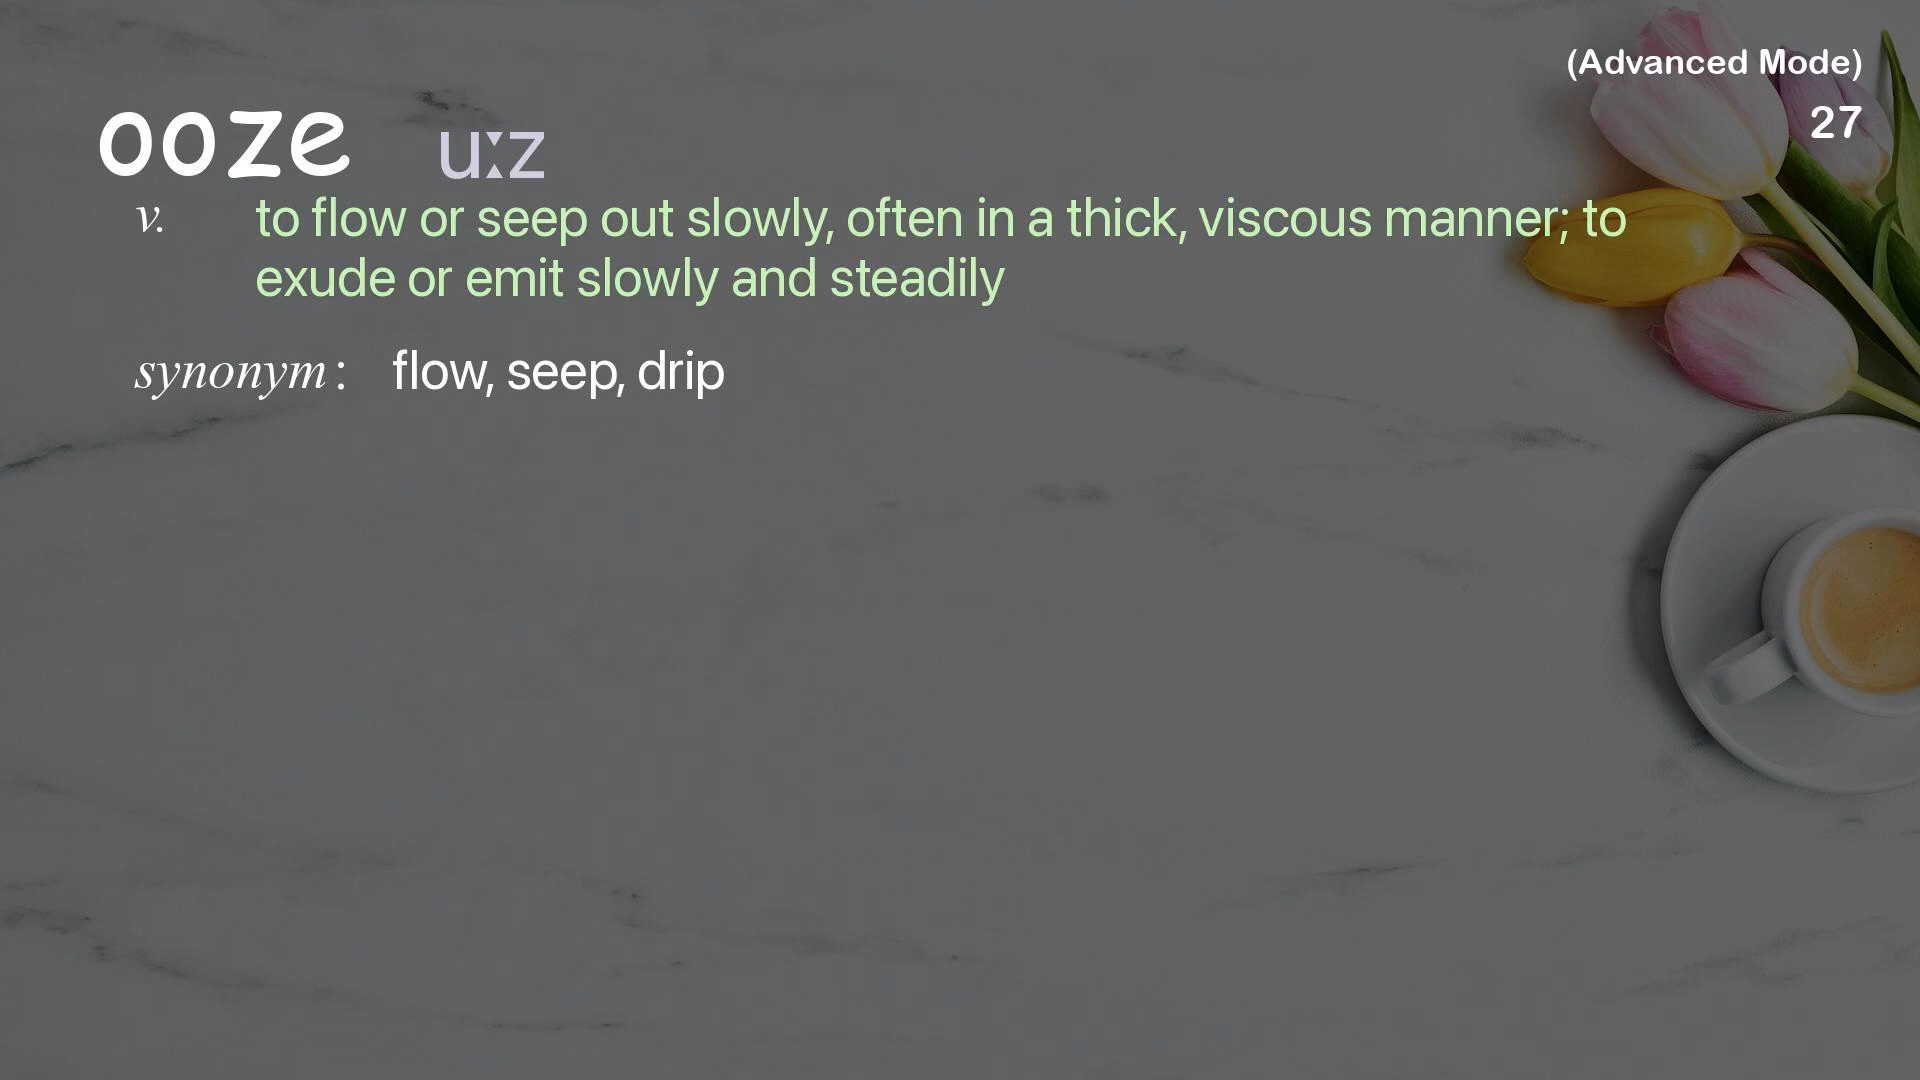 (Advanced Mode)
27
ooze uːz
v. to flow or seep out slowly, often in a thick, viscous manner; to
exude or emit slowly and steadily
synonym : flow, seep, drip